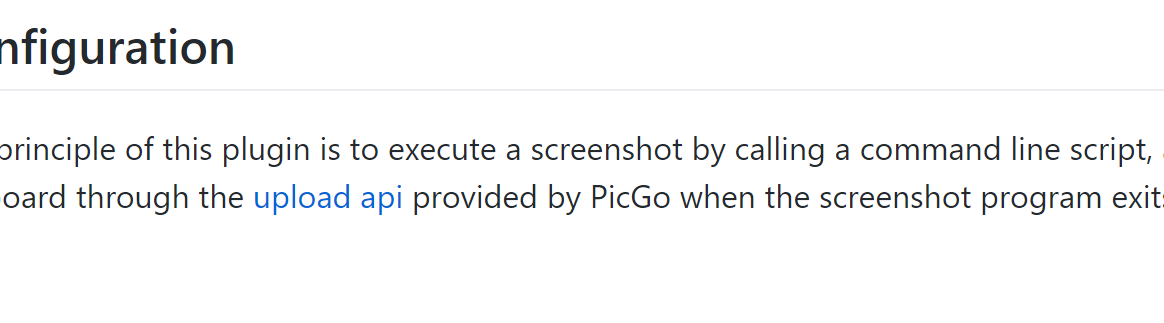 nfiguration
principle of this plugin is to execute a screenshot by calling a command line script,
oard through the upload api provided by PicGo when the screenshot program exits